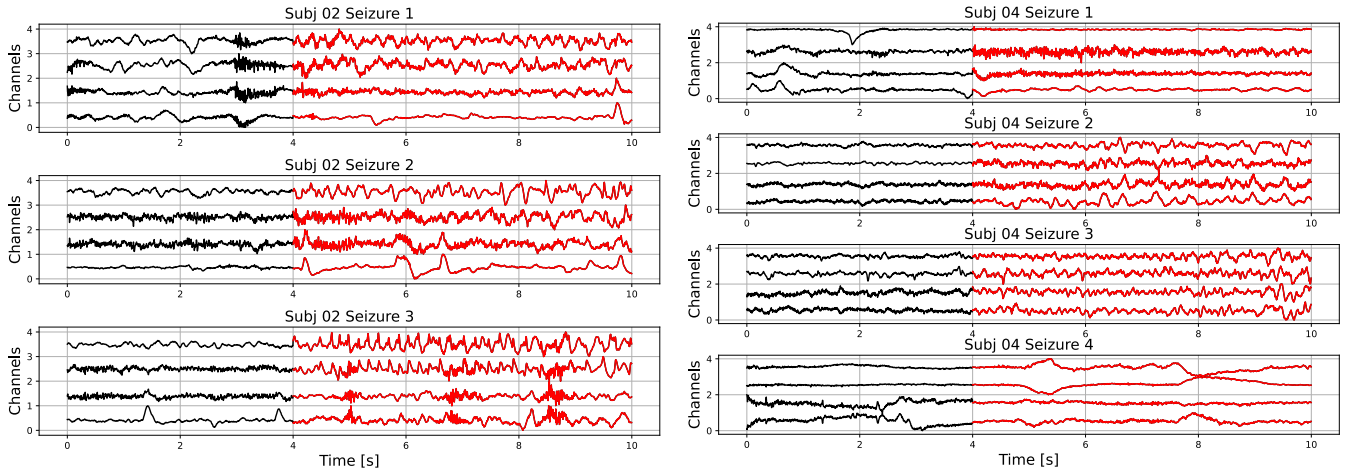 Subj 02 Seizure 1
Channels
4
3
2
1
0
0 2 4 6 8 10
Subj 02 Seizure 2
Channels
4
3
2
1
0
0 2 4 6 8 10
Subj 02 Seizure 3
Channels
4
3
2
1
0
0 2 4 6 8 10
Time [s]
Subj 04 Seizure 1
Channels
4
2
0
0 2 4 6 8 10
Subj 04 Seizure 2
Channels
4
2
0
0 2 4 6 8 10
Subj 04 Seizure 3
Channels
4
2
0
0 2 4 6 8 10
Subj 04 Seizure 4
Channels
4
2
0
0 2 4 6 8 10
Time [s]